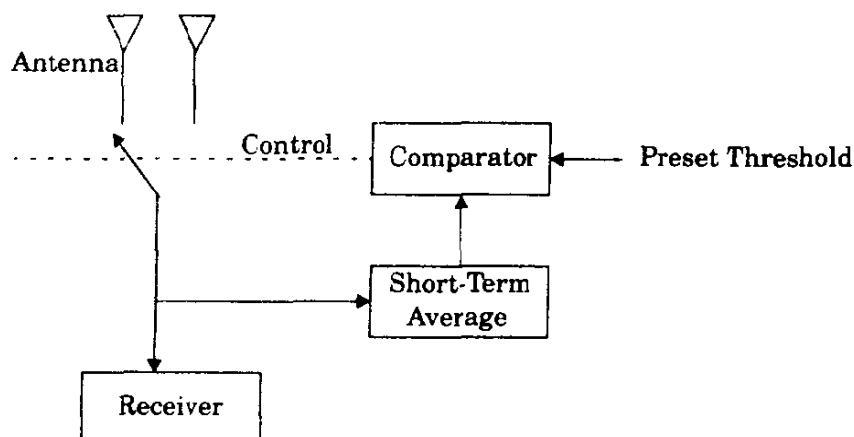 Antenna
Control
Comparator
Preset Threshold
Short-Term
Average
Receiver